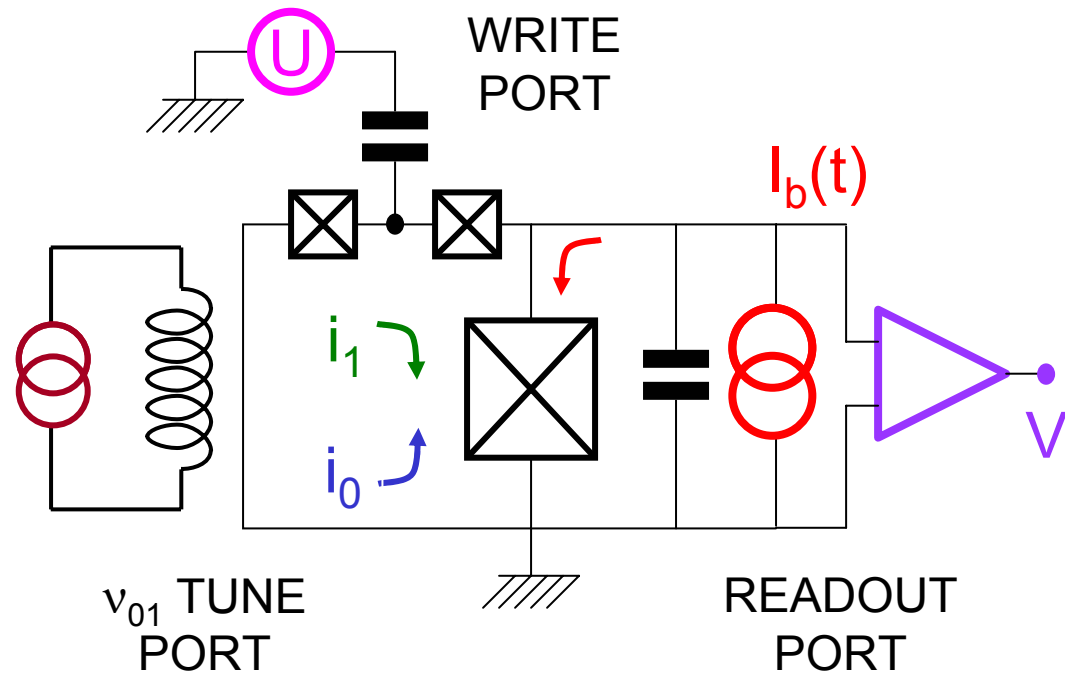 U
WRITE
PORT
I_b(t)
i_1
i_0
V
ν_01 TUNE
PORT
READOUT
PORT